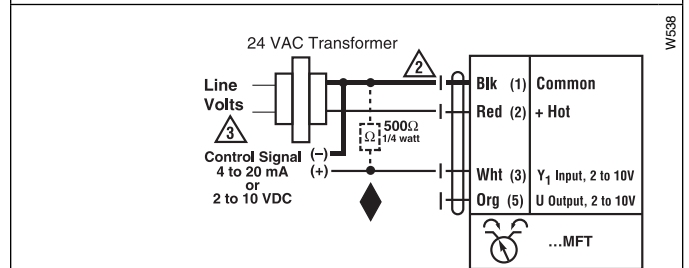 W538
24 VAC Transformer
2
Blk (1) Common
Line
Volts
Red (2) + Hot
3
Ω
500Ω
1/4 watt
Control Signal (–)
4 to 20 mA (+)
or
2 to 10 VDC
Wht (3) Y₁ Input, 2 to 10V
Org (5) U Output, 2 to 10V
...MFT